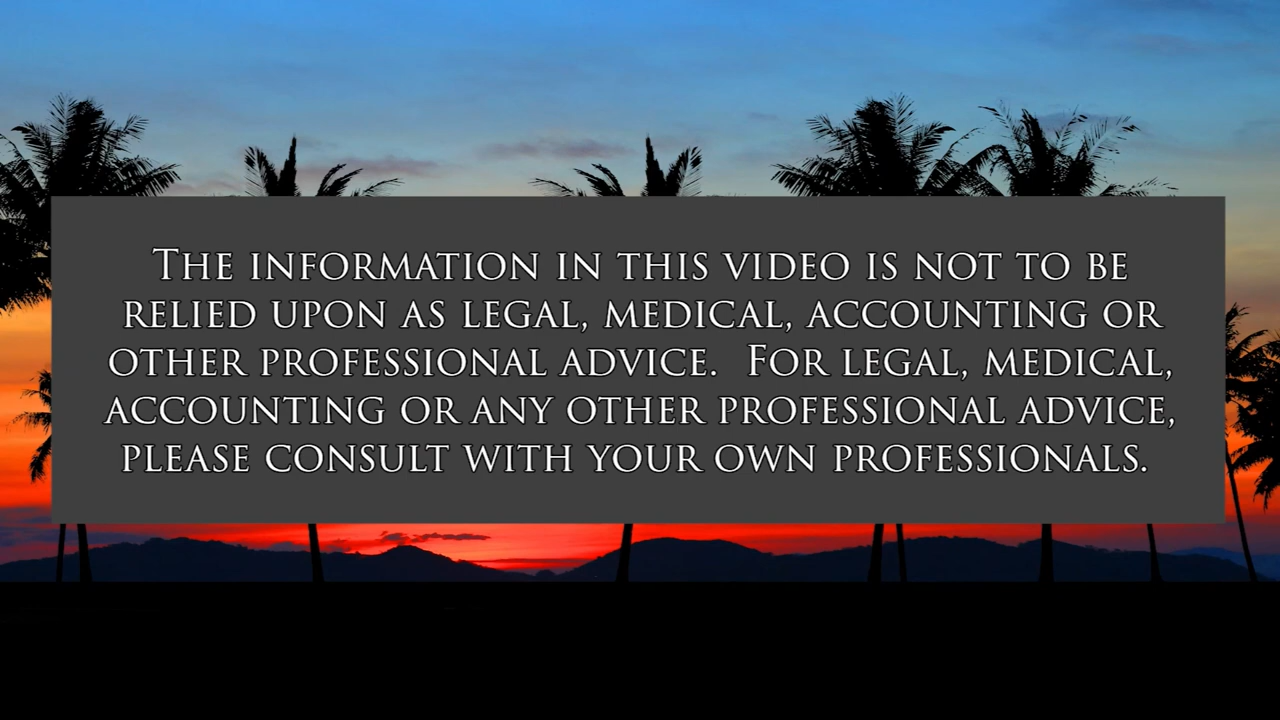 The information in this video is not to be
relied upon as legal, medical, accounting or
other professional advice.  For legal, medical,
accounting or any other professional advice,
please consult with your own professionals.